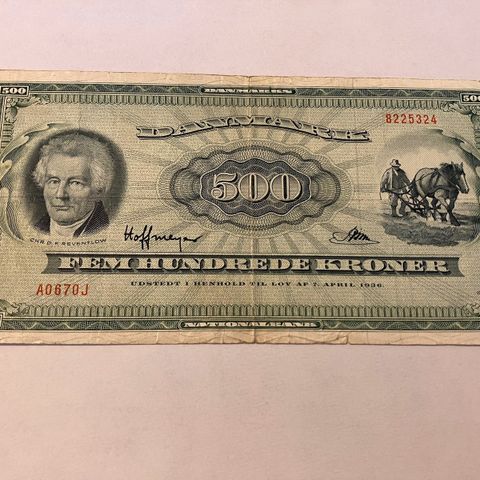 500 DANMARKS 500
DANMARK
8225324
500
CHR. D. F. REVENTLOW
Hoffmeyer
FEM HUNDREDE KRONER
A0670J
UDSTEDT I HENHOLD TIL LOV AF 7. APRIL 1936.
NATIONALBANK